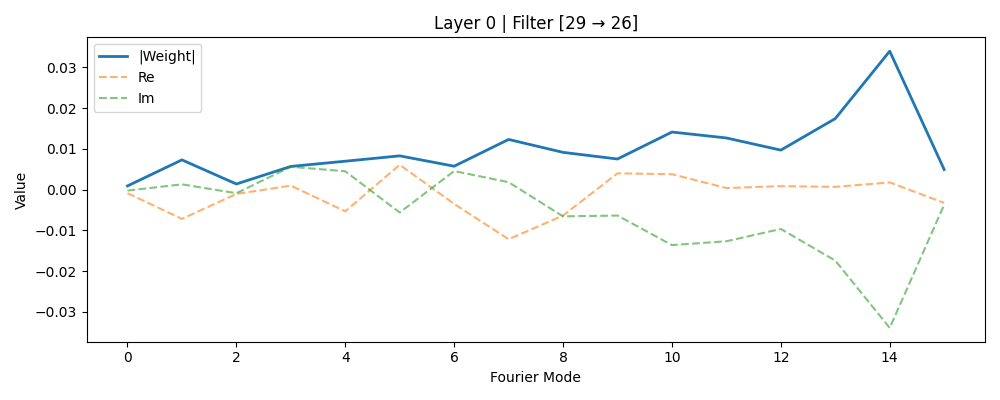 Layer 0 | Filter [29 → 26]
|Weight|
Re
Im
0.03
0.02
0.01
0.00
−0.01
−0.02
−0.03
Value
0 2 4 6 8 10 12 14
Fourier Mode